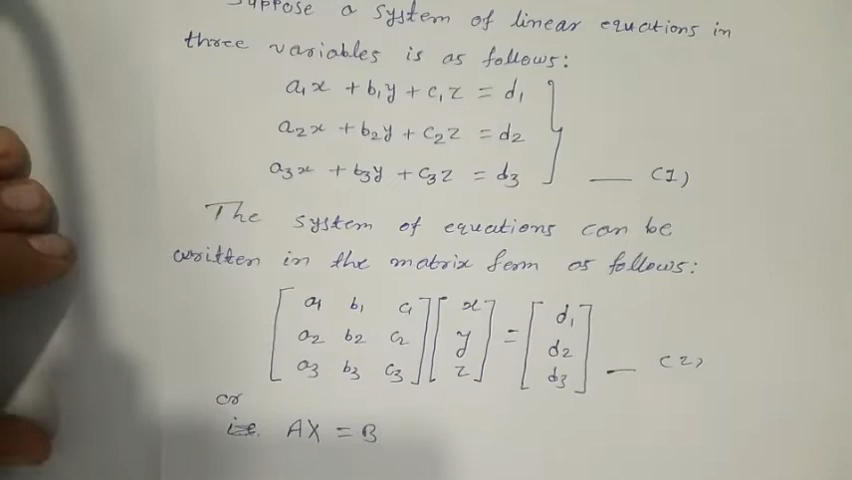 Suppose a system of linear equations in
three variables is as follows:
a₁x + b₁y + c₁z = d₁
a₂x + b₂y + c₂z = d₂
a₃x + b₃y + c₃z = d₃ — (1)
The system of equations can be
written in the matrix form as follows:
[a₁ b₁ c₁] [x] = [d₁]
[a₂ b₂ c₂] [y] = [d₂] — (2)
[a₃ b₃ c₃] [z] = [d₃]
or
i.e. AX = B